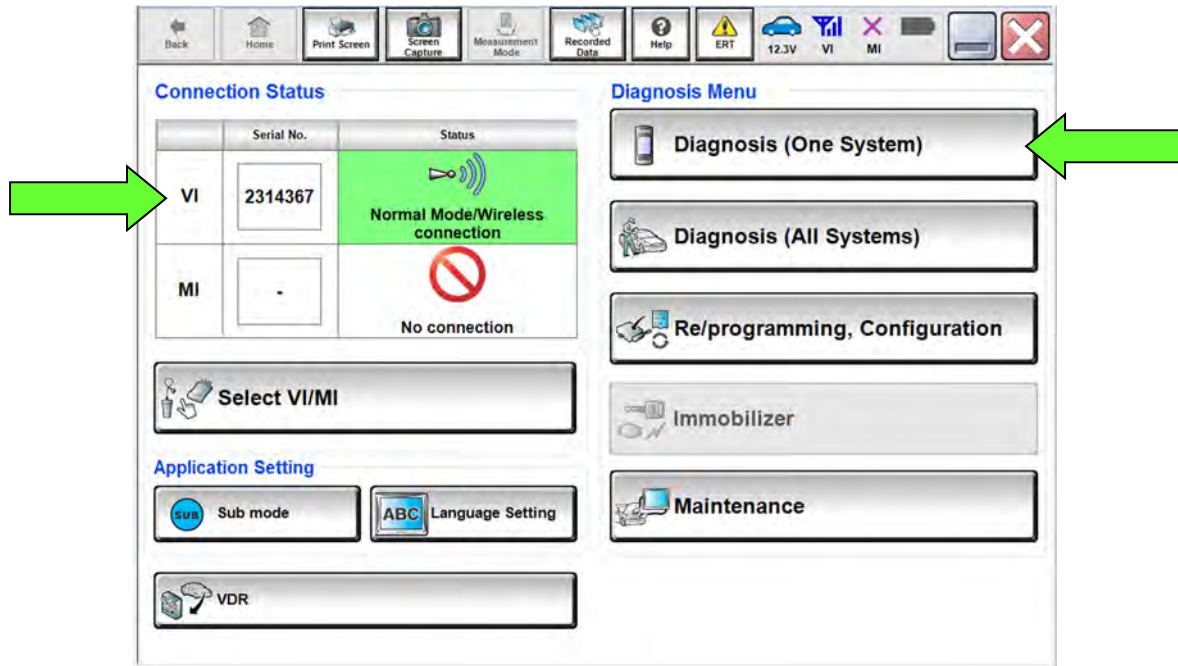 Back
Home
Print Screen
Screen
Capture
Measurement
Mode
Recorded
Data
Help
ERT
12.3V
VI
MI
Connection Status
Serial No.
Status
VI
2314367
Normal Mode/Wireless
connection
MI
-
No connection
Select VI/MI
Application Setting
SUB
Sub mode
ABC
Language Setting
VDR
Diagnosis Menu
Diagnosis (One System)
Diagnosis (All Systems)
Re/programming, Configuration
Immobilizer
Maintenance